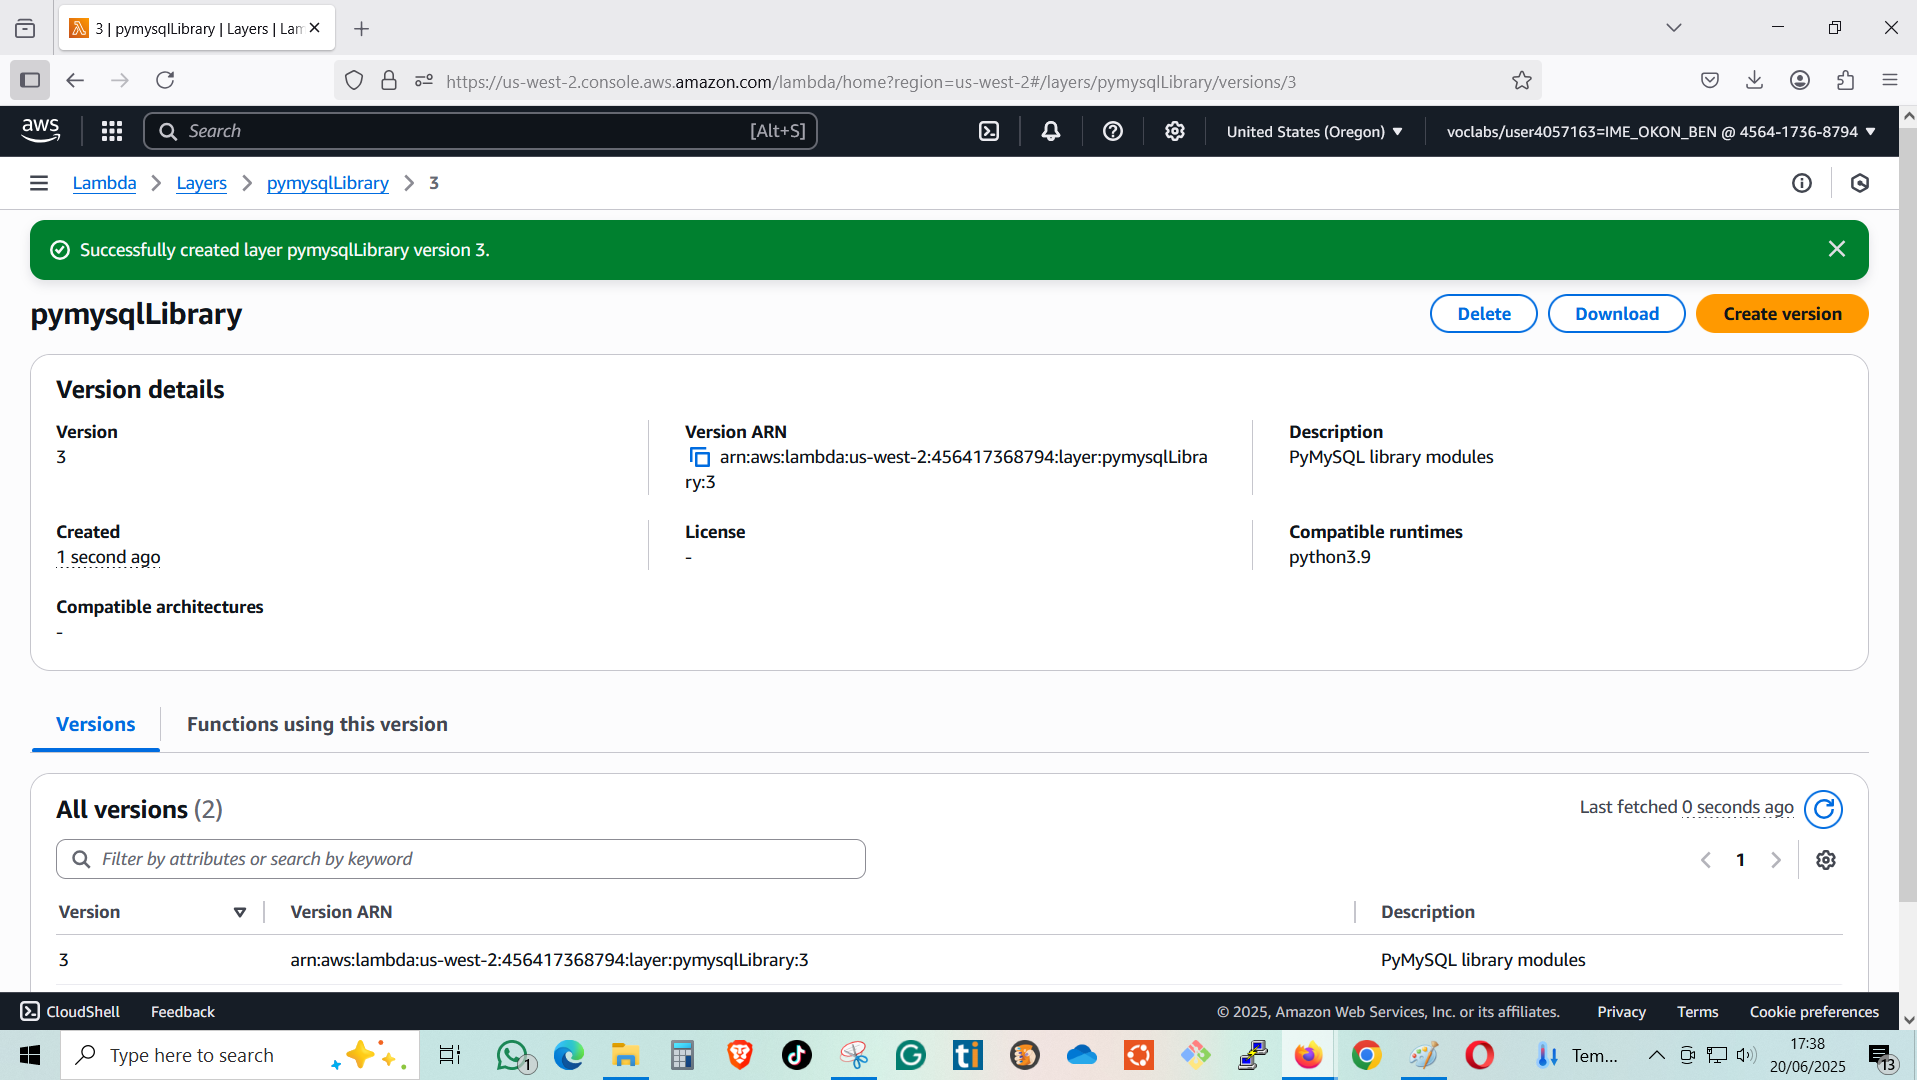 3 | pymysqlLibrary | Layers | Lam
https://us-west-2.console.aws.amazon.com/lambda/home?region=us-west-2#/layers/pymysqlLibrary/versions/3
aws
Search
[Alt+S]
United States (Oregon)
voclabs/user4057163=IME_OKON_BEN @ 4564-1736-8794
Lambda
Layers
pymysqlLibrary
3
Successfully created layer pymysqlLibrary version 3.
pymysqlLibrary
Delete
Download
Create version
Version details
Version
3
Version ARN
arn:aws:lambda:us-west-2:456417368794:layer:pymysqlLibra
ry:3
Description
PyMySQL library modules
Created
1 second ago
License
-
Compatible runtimes
python3.9
Compatible architectures
-
Versions
Functions using this version
All versions (2)
Last fetched 0 seconds ago
Filter by attributes or search by keyword
1
Version
Version ARN
Description
3
arn:aws:lambda:us-west-2:456417368794:layer:pymysqlLibrary:3
PyMySQL library modules
CloudShell
Feedback
© 2025, Amazon Web Services, Inc. or its affiliates.
Privacy
Terms
Cookie preferences
Type here to search
1
ti
Tem...
17:38
20/06/2025
13